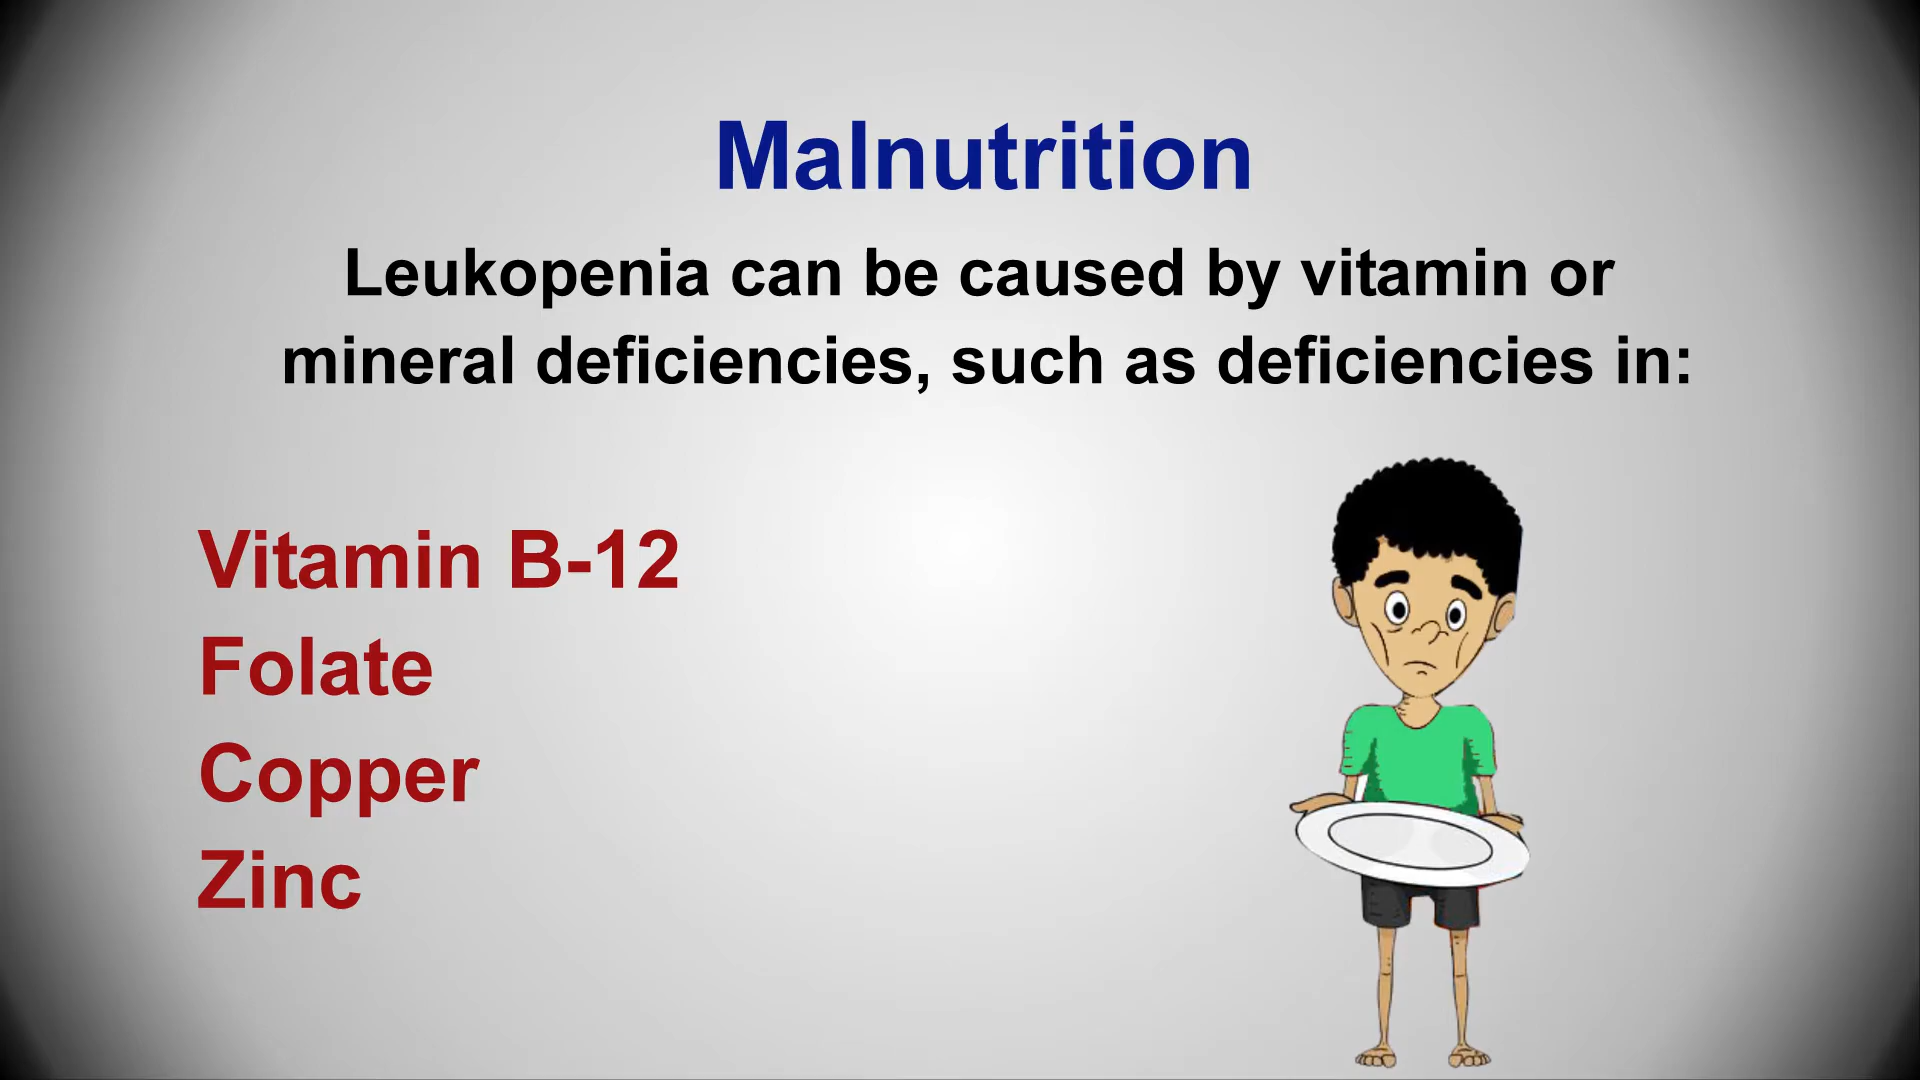 Malnutrition
Leukopenia can be caused by vitamin or
mineral deficiencies, such as deficiencies in:
Vitamin B-12
Folate
Copper
Zinc